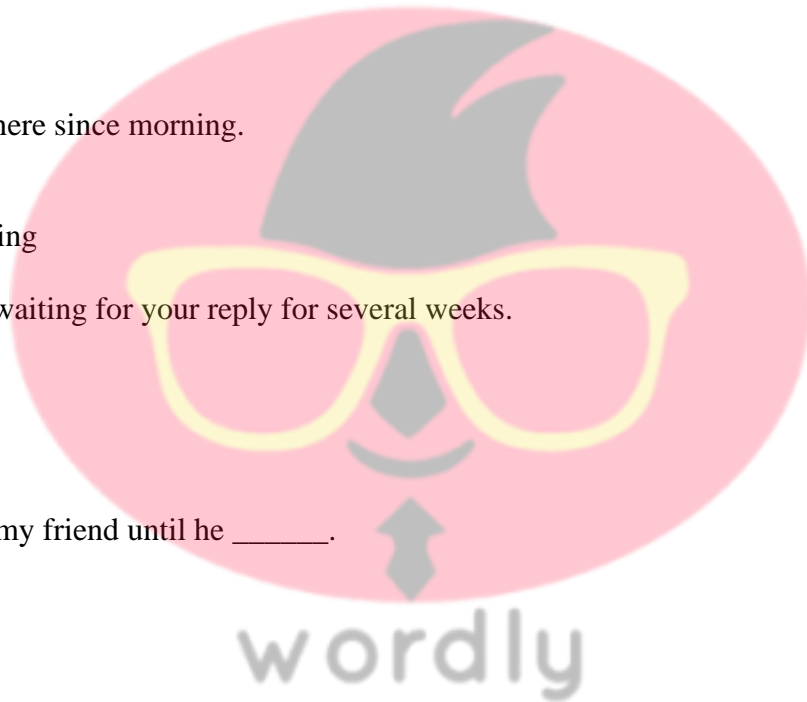 here since morning.
ing
waiting for your reply for several weeks.
my friend until he ______.
wordly